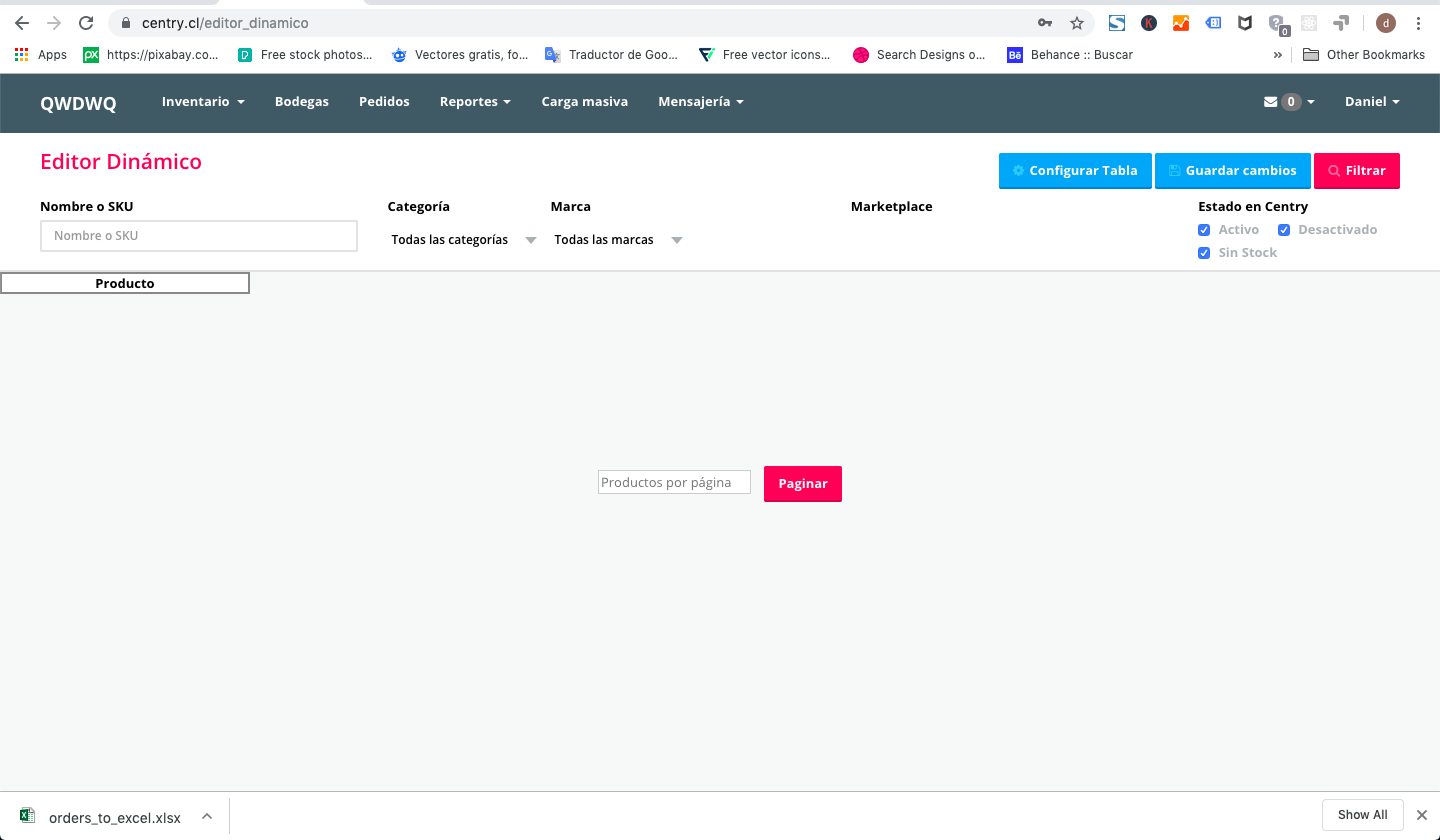 centry.cl/editor_dinamico
d
0
Apps
px https://pixabay.co...
Free stock photos...
Vectores gratis, fo...
Traductor de Goo...
Free vector icons...
Search Designs o...
Bē Behance :: Buscar
»
Other Bookmarks
QWDWQ Inventario Bodegas Pedidos Reportes Carga masiva Mensajería 0 Daniel
Editor Dinámico
Configurar Tabla Guardar cambios Filtrar
Nombre o SKU Categoría Marca Marketplace Estado en Centry
Nombre o SKU Todas las categorías Todas las marcas Activo Desactivado
Sin Stock
Producto
Productos por página Paginar
orders_to_excel.xlsx Show All